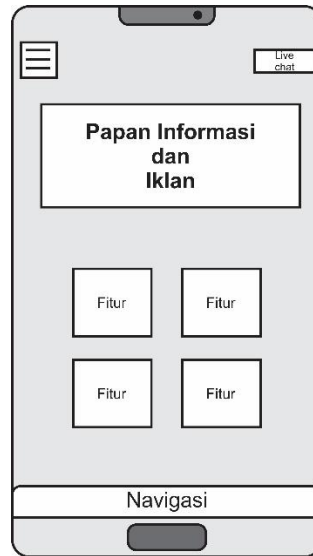 Live
chat
Papan Informasi
dan
Iklan
Fitur
Fitur
Fitur
Fitur
Navigasi